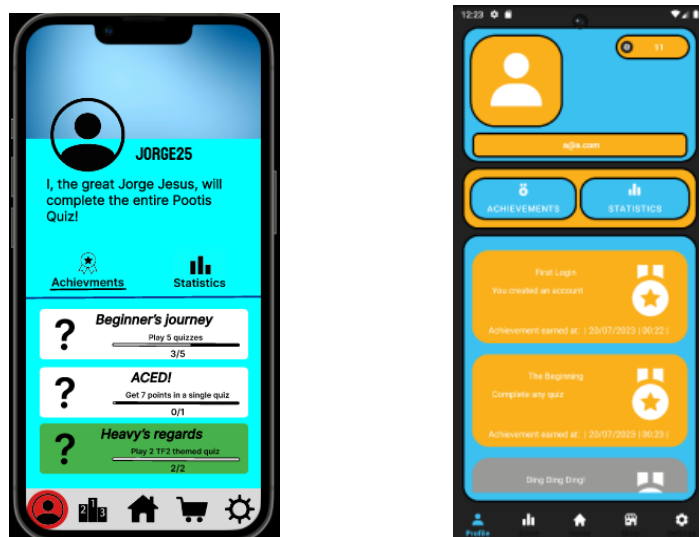 JORGE25
I, the great Jorge Jesus, will
complete the entire Pootis
Quiz!
Achievments
Statistics
Beginner's journey
Play 5 quizzes
3/5
ACED!
Get 7 points in a single quiz
0/1
Heavy's regards
Play 2 TF2 themed quiz
2/2
1
2
3
12:23
11
a@a.com
ACHIEVEMENTS
STATISTICS
First Login
You created an account
Achievement earned at: | 20/07/2023 | 00:22 |
The Beginning
Complete any quiz
Achievement earned at: | 20/07/2023 | 00:23 |
Ding Ding Ding!
Profile